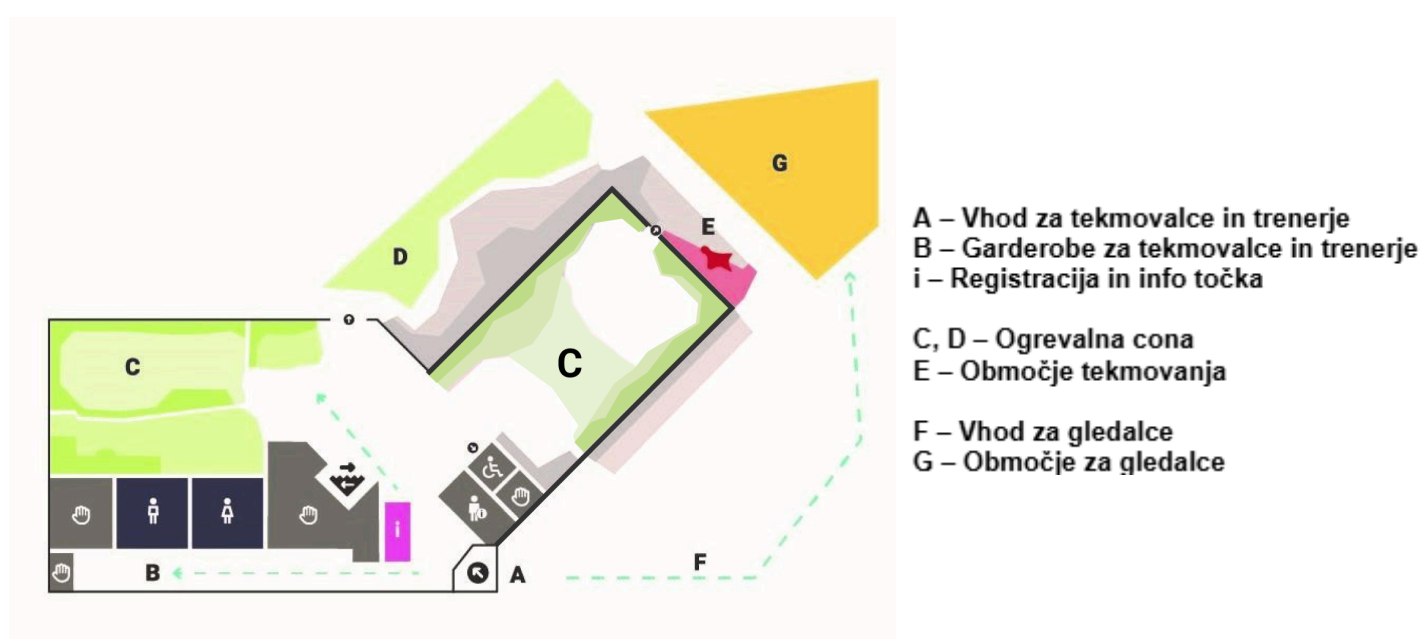 G
E
D
C
C
i
B
A
F
A – Vhod za tekmovalce in trenerje
B – Garderobe za tekmovalce in trenerje
i – Registracija in info točka
C, D – Ogrevalna cona
E – Območje tekmovanja
F – Vhod za gledalce
G – Območje za gledalce